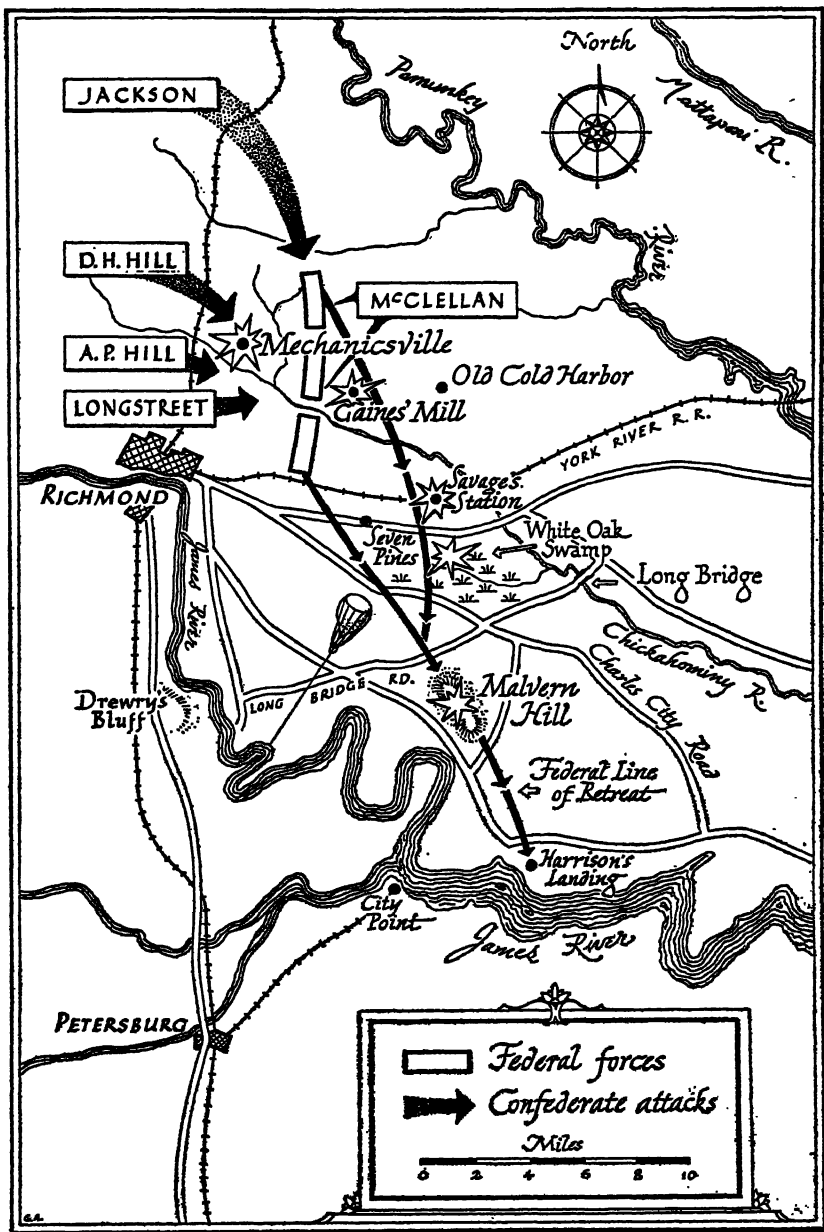 North
Pamunkey
Mattaponi R.
JACKSON
River
D.H. HILL
McCLELLAN
Mechanicsville
A.P. HILL
Old Cold Harbor
LONGSTREET
Gaines' Mill
YORK RIVER R.R.
RICHMOND
Savage's
Station
James River
Seven
Pines
White Oak
Swamp
Long Bridge
Chickahominy R.
Charles City Road
LONG BRIDGE RD.
Drewry's
Bluff
Malvern
Hill
Federal Line
of Retreat
Harrison's
Landing
City
Point
James River
PETERSBURG
Federal forces
Confederate attacks
Miles
0 2 4 6 8 10